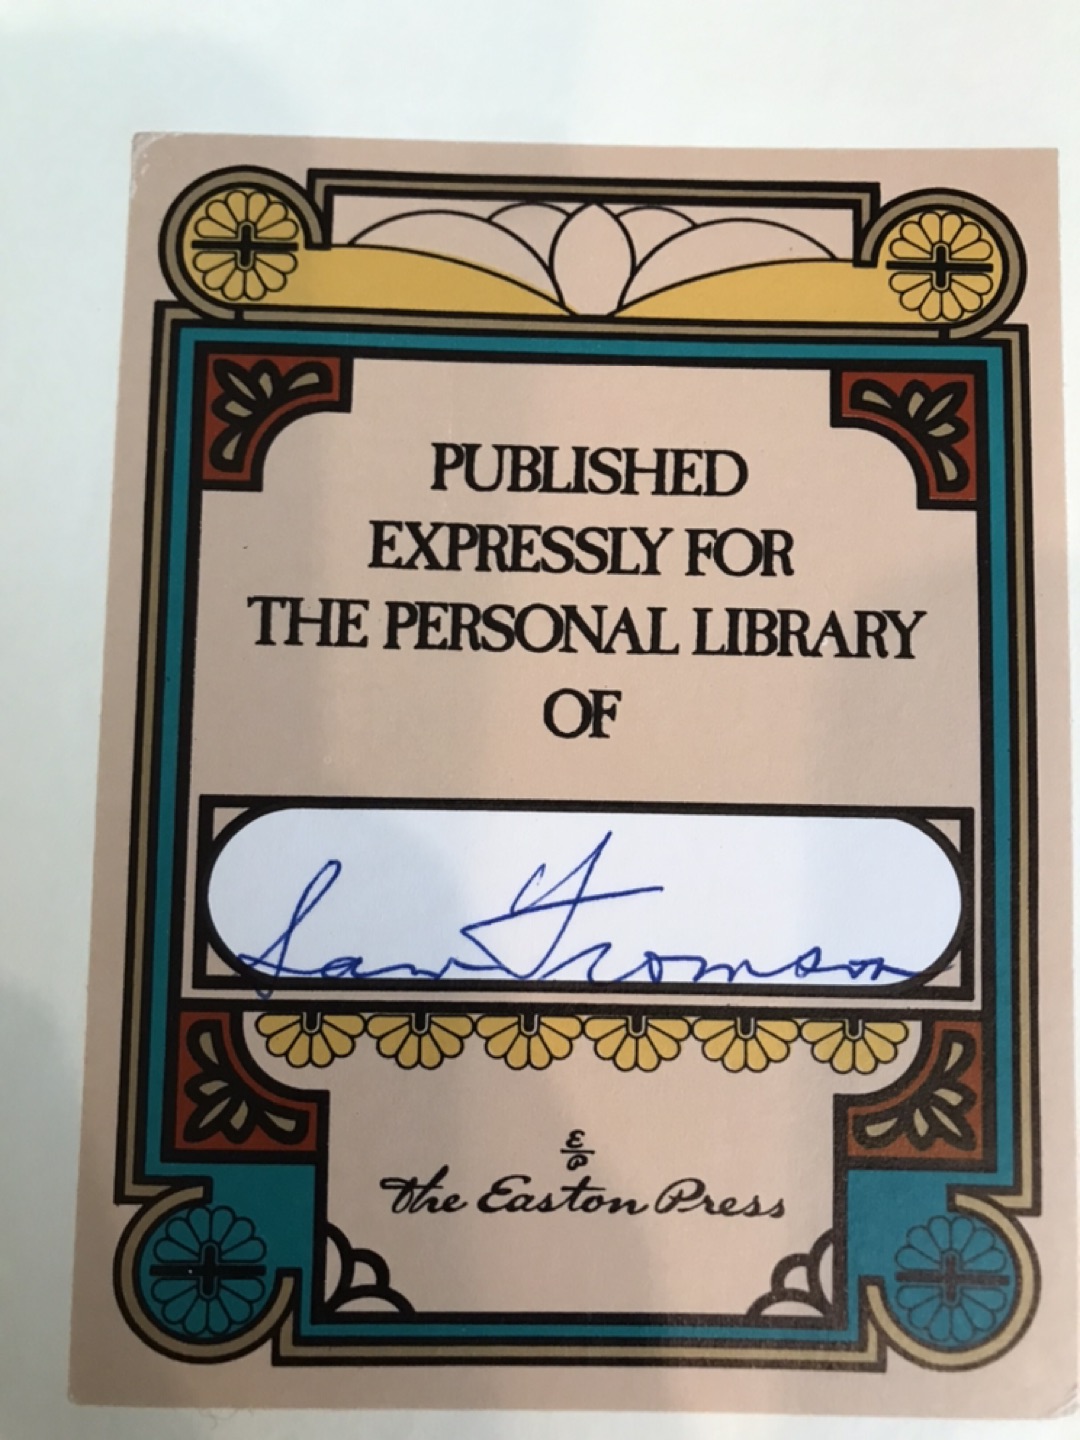 PUBLISHED
EXPRESSLY FOR
THE PERSONAL LIBRARY
OF
E/P
The Easton Press